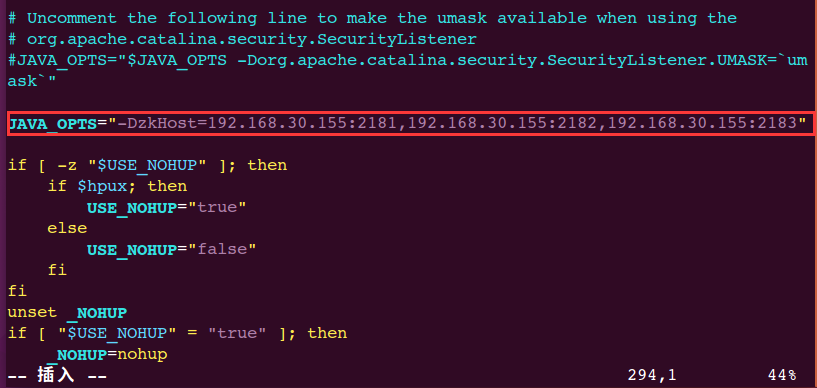 # Uncomment the following line to make the umask available when using the
# org.apache.catalina.security.SecurityListener
#JAVA_OPTS="$JAVA_OPTS -Dorg.apache.catalina.security.SecurityListener.UMASK=`um
ask`"
JAVA_OPTS="-DzkHost=192.168.30.155:2181,192.168.30.155:2182,192.168.30.155:2183"
if [ -z "$USE_NOHUP" ]; then
    if $hpux; then
        USE_NOHUP="true"
    else
        USE_NOHUP="false"
    fi
fi
unset _NOHUP
if [ "$USE_NOHUP" = "true" ]; then
    _NOHUP=nohup
-- 插入 -- 294,1 44%